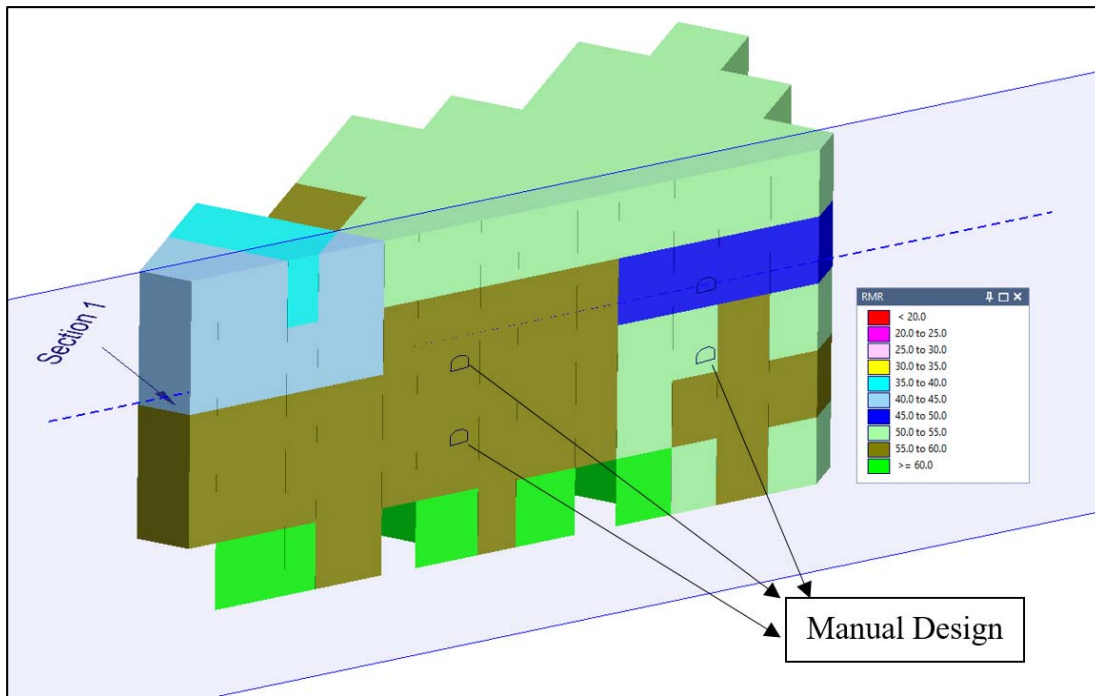 Section 1
RMR
< 20.0
20.0 to 25.0
25.0 to 30.0
30.0 to 35.0
35.0 to 40.0
40.0 to 45.0
45.0 to 50.0
50.0 to 55.0
55.0 to 60.0
>= 60.0
Manual Design